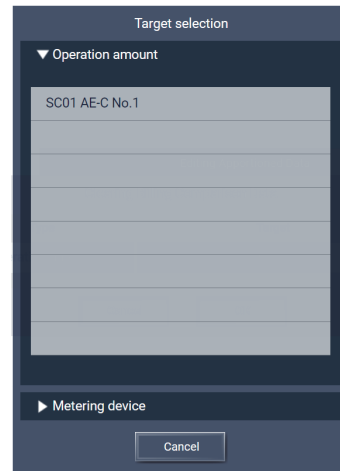 Target selection
Operation amount
SC01 AE-C No.1
Metering device
Cancel